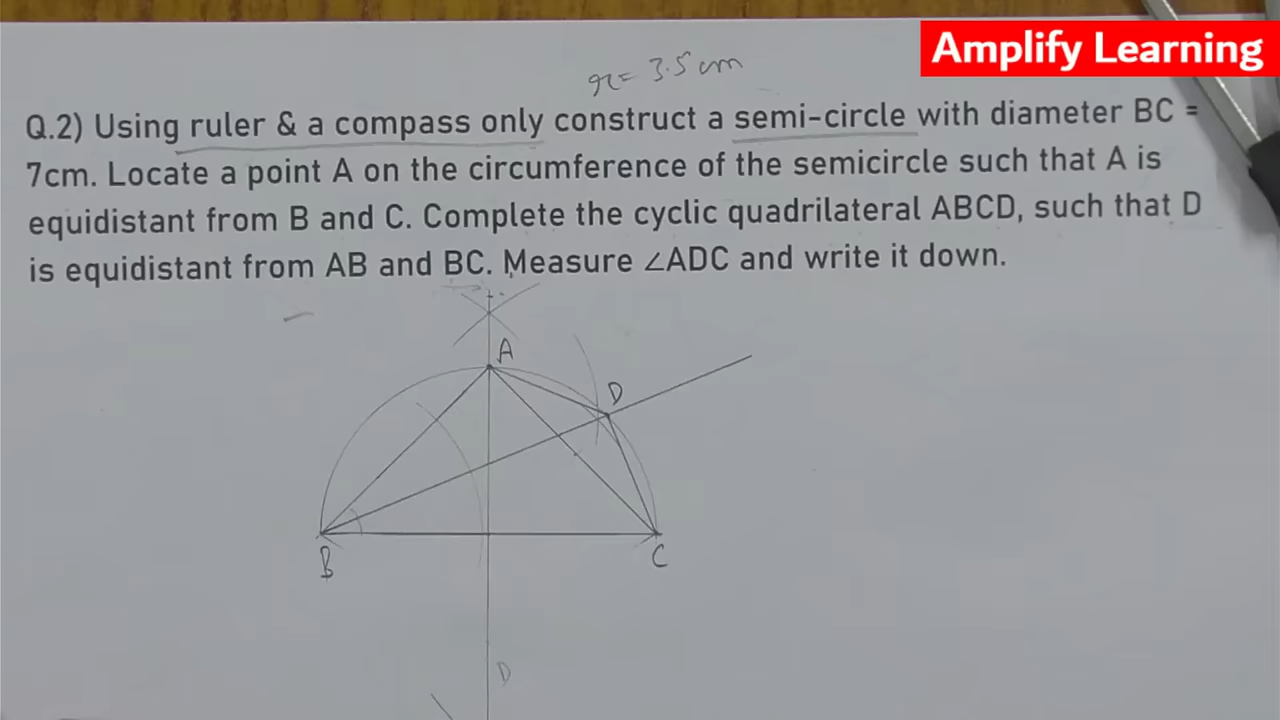 Amplify Learning
r= 3.5 cm
Q.2) Using ruler & a compass only construct a semi-circle with diameter BC =
7cm. Locate a point A on the circumference of the semicircle such that A is
equidistant from B and C. Complete the cyclic quadrilateral ABCD, such that D
is equidistant from AB and BC. Measure ∠ADC and write it down.
A
D
B
C
D